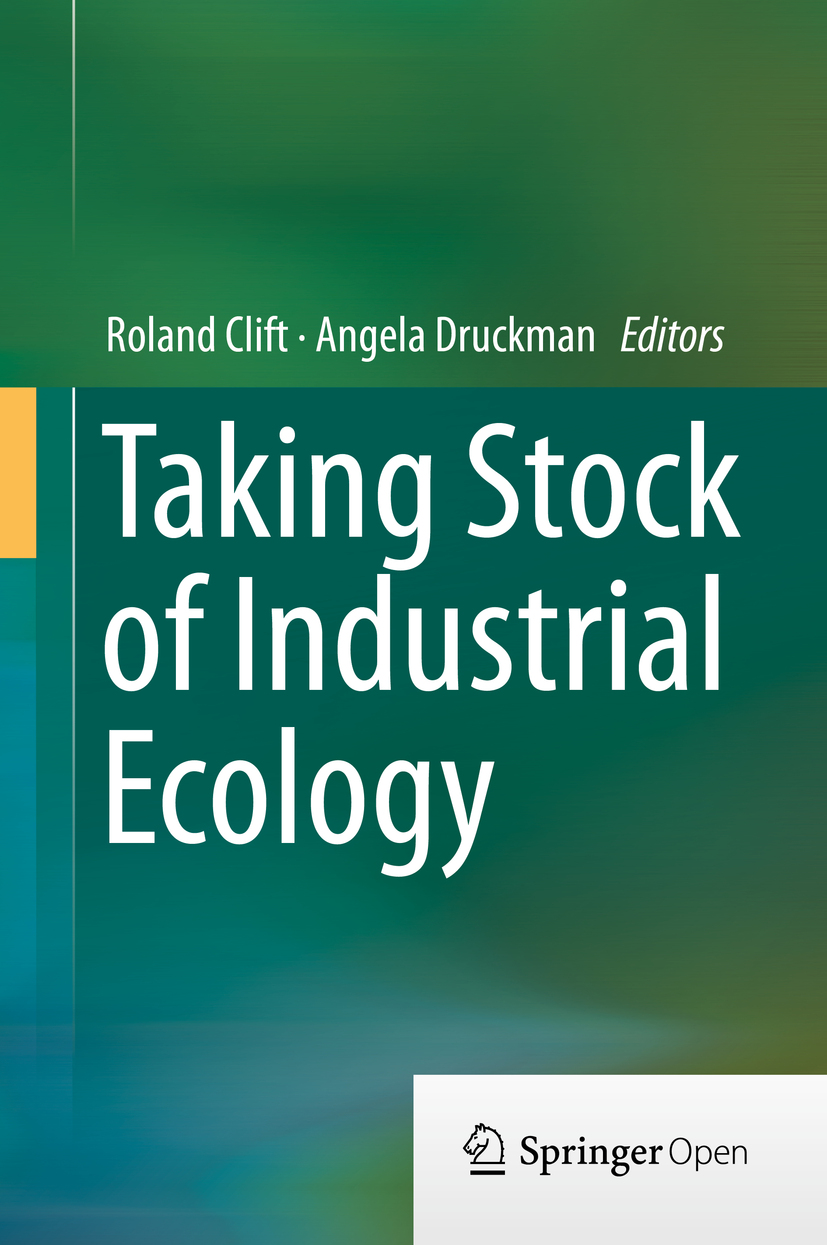 Roland Clift · Angela Druckman Editors
Taking Stock
of Industrial
Ecology
Springer Open